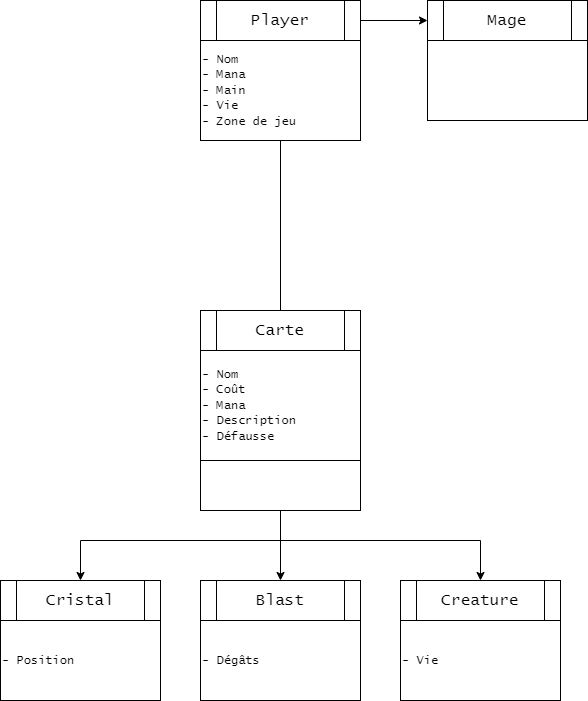 Player
- Nom
- Mana
- Main
- Vie
- Zone de jeu
Mage
Carte
- Nom
- Coût
- Mana
- Description
- Défausse
Cristal
- Position
Blast
- Dégâts
Creature
- Vie